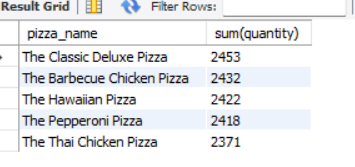 Result Grid Filter Rows:
pizza_name sum(quantity)
The Classic Deluxe Pizza 2453
The Barbecue Chicken Pizza 2432
The Hawaiian Pizza 2422
The Pepperoni Pizza 2418
The Thai Chicken Pizza 2371